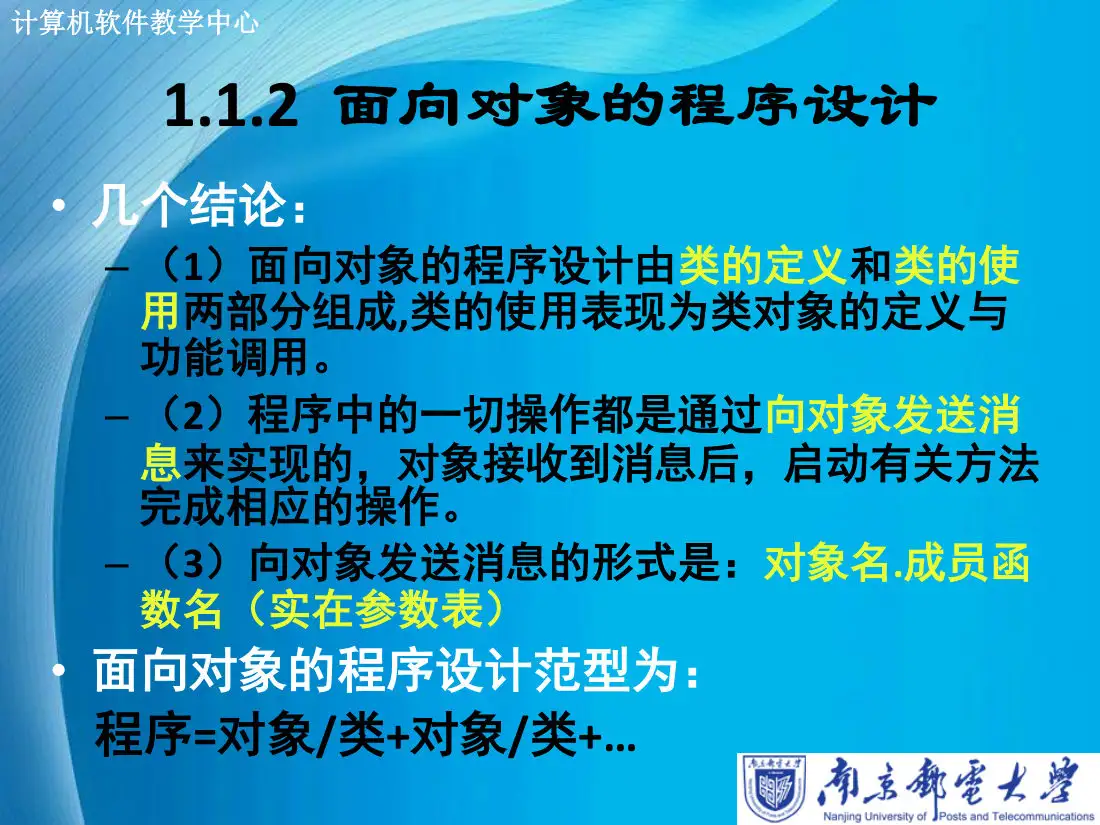 计算机软件教学中心
1.1.2 面向对象的程序设计
• 几个结论：
– （1）面向对象的程序设计由类的定义和类的使
用两部分组成,类的使用表现为类对象的定义与
功能调用。
– （2）程序中的一切操作都是通过向对象发送消
息来实现的，对象接收到消息后，启动有关方法
完成相应的操作。
– （3）向对象发送消息的形式是：对象名.成员函
数名（实在参数表）
• 面向对象的程序设计范型为：
程序=对象/类+对象/类+…
南京邮电大学
Nanjing University of Posts and Telecommunications